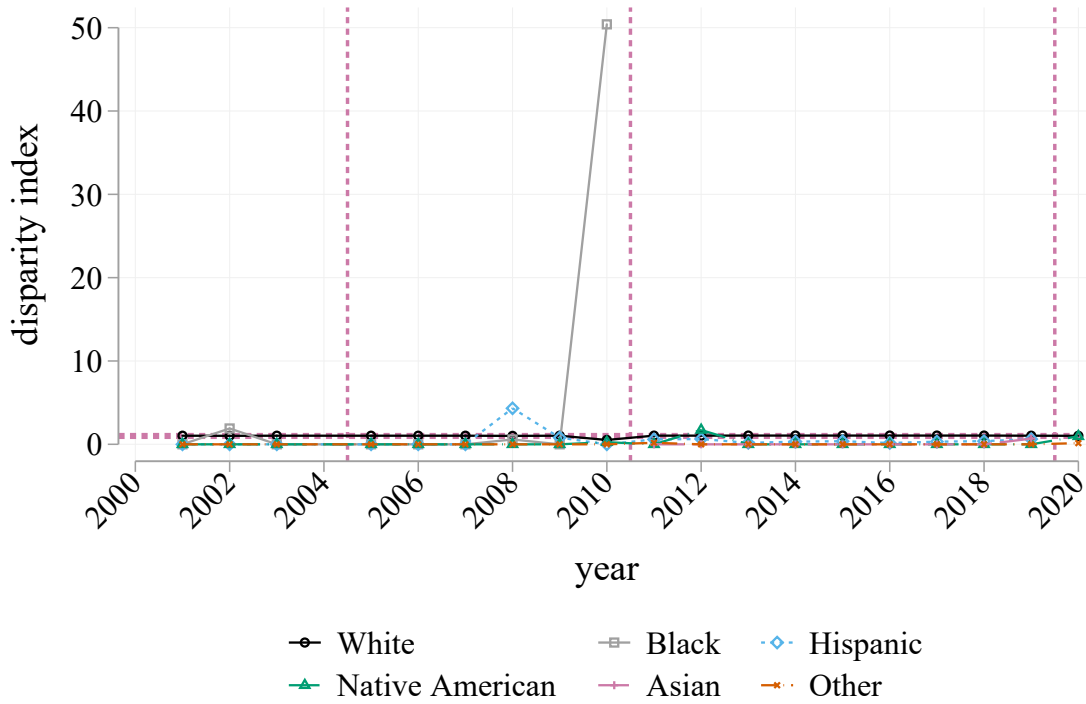 50
40
30
20
10
0
disparity index
2000 2002 2004 2006 2008 2010 2012 2014 2016 2018 2020
year
White Black Hispanic
Native American Asian Other